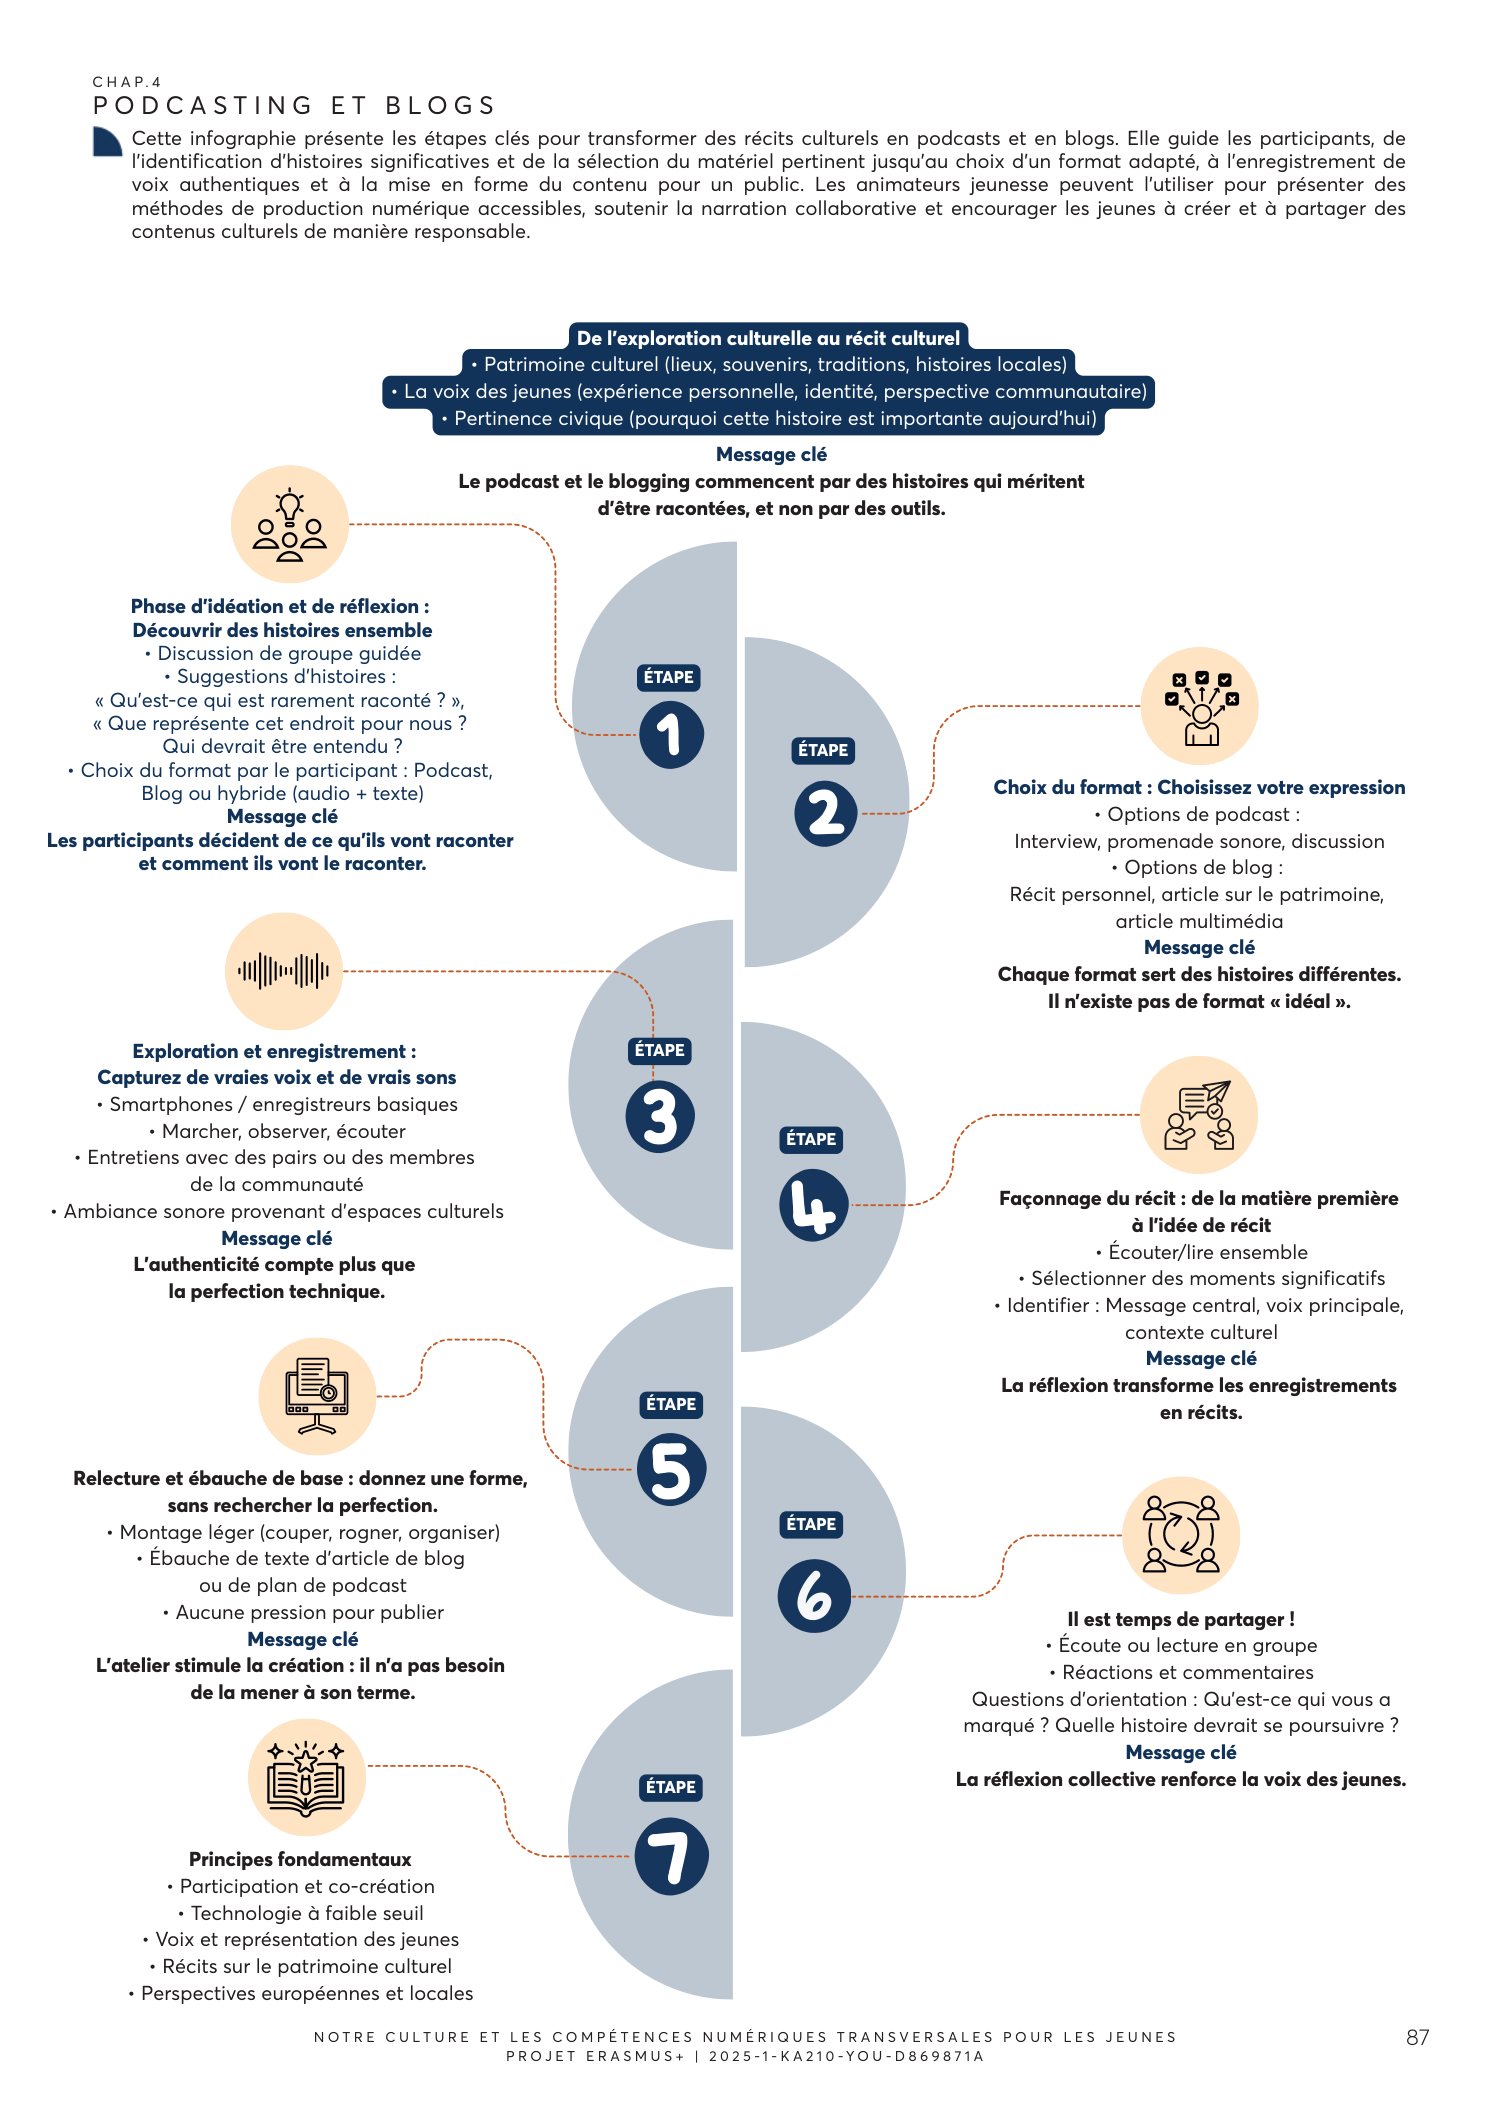 CHAP.4
PODCASTING ET BLOGS
Cette infographie présente les étapes clés pour transformer des récits culturels en podcasts et en blogs. Elle guide les participants, de
l'identification d'histoires significatives et de la sélection du matériel pertinent jusqu'au choix d'un format adapté, à l'enregistrement de
voix authentiques et à la mise en forme du contenu pour un public. Les animateurs jeunesse peuvent l'utiliser pour présenter des
méthodes de production numérique accessibles, soutenir la narration collaborative et encourager les jeunes à créer et à partager des
contenus culturels de manière responsable.
De l'exploration culturelle au récit culturel
• Patrimoine culturel (lieux, souvenirs, traditions, histoires locales)
• La voix des jeunes (expérience personnelle, identité, perspective communautaire)
• Pertinence civique (pourquoi cette histoire est importante aujourd'hui)
Message clé
Le podcast et le blogging commencent par des histoires qui méritent
d'être racontées, et non par des outils.
ÉTAPE
1
Phase d'idéation et de réflexion :
Découvrir des histoires ensemble
• Discussion de groupe guidée
• Suggestions d'histoires :
« Qu'est-ce qui est rarement raconté ? »,
« Que représente cet endroit pour nous ?
Qui devrait être entendu ?
• Choix du format par le participant : Podcast,
Blog ou hybride (audio + texte)
Message clé
Les participants décident de ce qu'ils vont raconter
et comment ils vont le raconter.
ÉTAPE
2
Choix du format : Choisissez votre expression
• Options de podcast :
Interview, promenade sonore, discussion
• Options de blog :
Récit personnel, article sur le patrimoine,
article multimédia
Message clé
Chaque format sert des histoires différentes.
Il n'existe pas de format « idéal ».
ÉTAPE
3
Exploration et enregistrement :
Capturez de vraies voix et de vrais sons
• Smartphones / enregistreurs basiques
• Marcher, observer, écouter
• Entretiens avec des pairs ou des membres
de la communauté
• Ambiance sonore provenant d'espaces culturels
Message clé
L'authenticité compte plus que
la perfection technique.
ÉTAPE
4
Façonnage du récit : de la matière première
à l'idée de récit
• Écouter/lire ensemble
• Sélectionner des moments significatifs
• Identifier : Message central, voix principale,
contexte culturel
Message clé
La réflexion transforme les enregistrements
en récits.
ÉTAPE
5
Relecture et ébauche de base : donnez une forme,
sans rechercher la perfection.
• Montage léger (couper, rogner, organiser)
• Ébauche de texte d'article de blog
ou de plan de podcast
• Aucune pression pour publier
Message clé
L'atelier stimule la création : il n'a pas besoin
de la mener à son terme.
ÉTAPE
6
Il est temps de partager !
• Écoute ou lecture en groupe
• Réactions et commentaires
Questions d'orientation : Qu'est-ce qui vous a
marqué ? Quelle histoire devrait se poursuivre ?
Message clé
La réflexion collective renforce la voix des jeunes.
ÉTAPE
7
Principes fondamentaux
• Participation et co-création
• Technologie à faible seuil
• Voix et représentation des jeunes
• Récits sur le patrimoine culturel
• Perspectives européennes et locales
NOTRE CULTURE ET LES COMPÉTENCES NUMÉRIQUES TRANSVERSALES POUR LES JEUNES
PROJET ERASMUS+ | 2025-1-KA210-YOU-D869871A
87